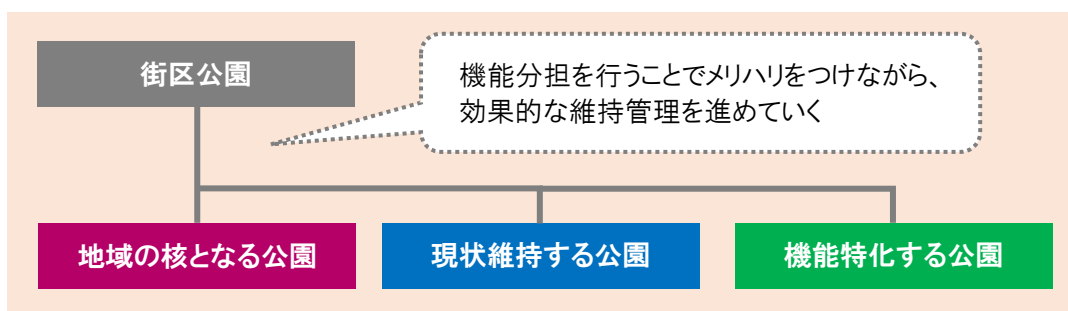 街区公園
機能分担を行うことでメリハリをつけながら、
効果的な維持管理を進めていく
地域の核となる公園
現状維持する公園
機能特化する公園